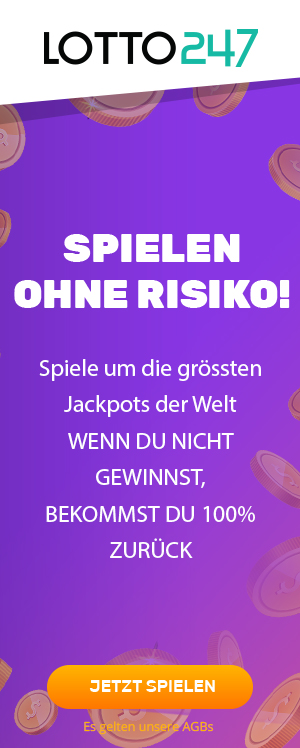 LOTTO247
SPIELEN
OHNE RISIKO!
Spiele um die grössten
Jackpots der Welt
WENN DU NICHT
GEWINNST,
BEKOMMST DU 100%
ZURÜCK
JETZT SPIELEN
Es gelten unsere AGBs